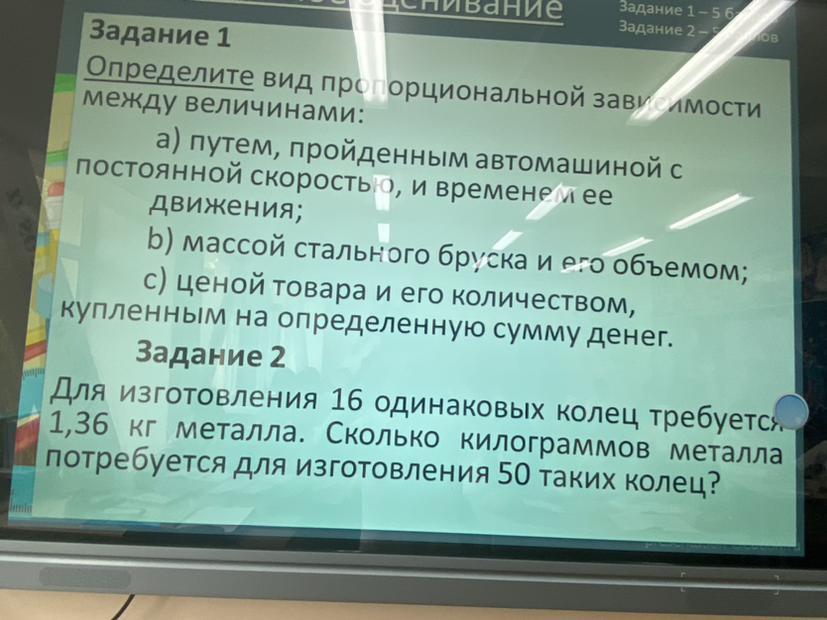 оценивание
Задание 1 – 5
Задание 2 –
Задание 1
Определите вид пропорциональной зависимости
между величинами:
a) путем, пройденным автомашиной с
постоянной скоростью, и временем ее
движения;
b) массой стального бруска и его объемом;
c) ценой товара и его количеством,
купленным на определенную сумму денег.
Задание 2
Для изготовления 16 одинаковых колец требуется
1,36 кг металла. Сколько килограммов металла
потребуется для изготовления 50 таких колец?